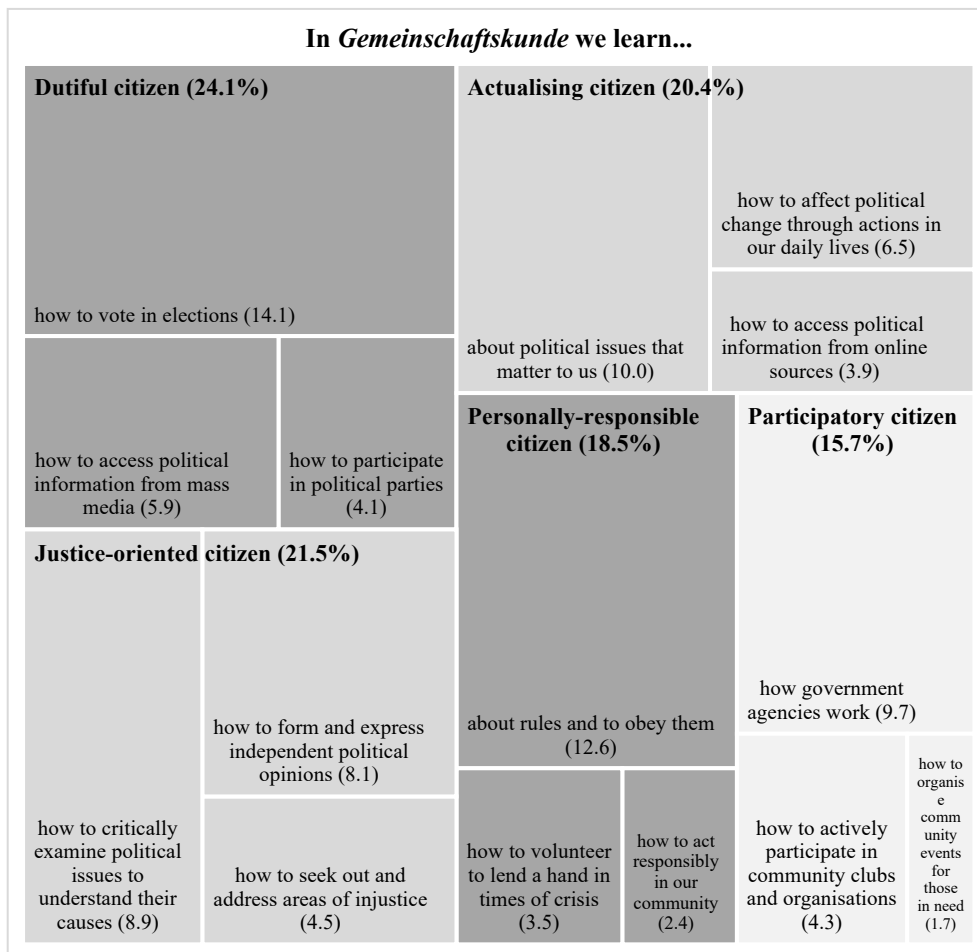 In Gemeinschaftskunde we learn...
Dutiful citizen (24.1%)
how to vote in elections (14.1)
how to access political
information from mass
media (5.9)
how to participate
in political parties
(4.1)
Actualising citizen (20.4%)
about political issues that
matter to us (10.0)
how to affect political
change through actions in
our daily lives (6.5)
how to access political
information from online
sources (3.9)
Justice-oriented citizen (21.5%)
how to critically
examine political
issues to
understand their
causes (8.9)
how to form and express
independent political
opinions (8.1)
how to seek out and
address areas of injustice
(4.5)
Personally-responsible
citizen (18.5%)
about rules and to obey them
(12.6)
how to volunteer
to lend a hand in
times of crisis
(3.5)
how to act
responsibly
in our
community
(2.4)
Participatory citizen
(15.7%)
how government
agencies work (9.7)
how to actively
participate in
community clubs
and organisations
(4.3)
how to
organis
e
comm
unity
events
for
those
in need
(1.7)